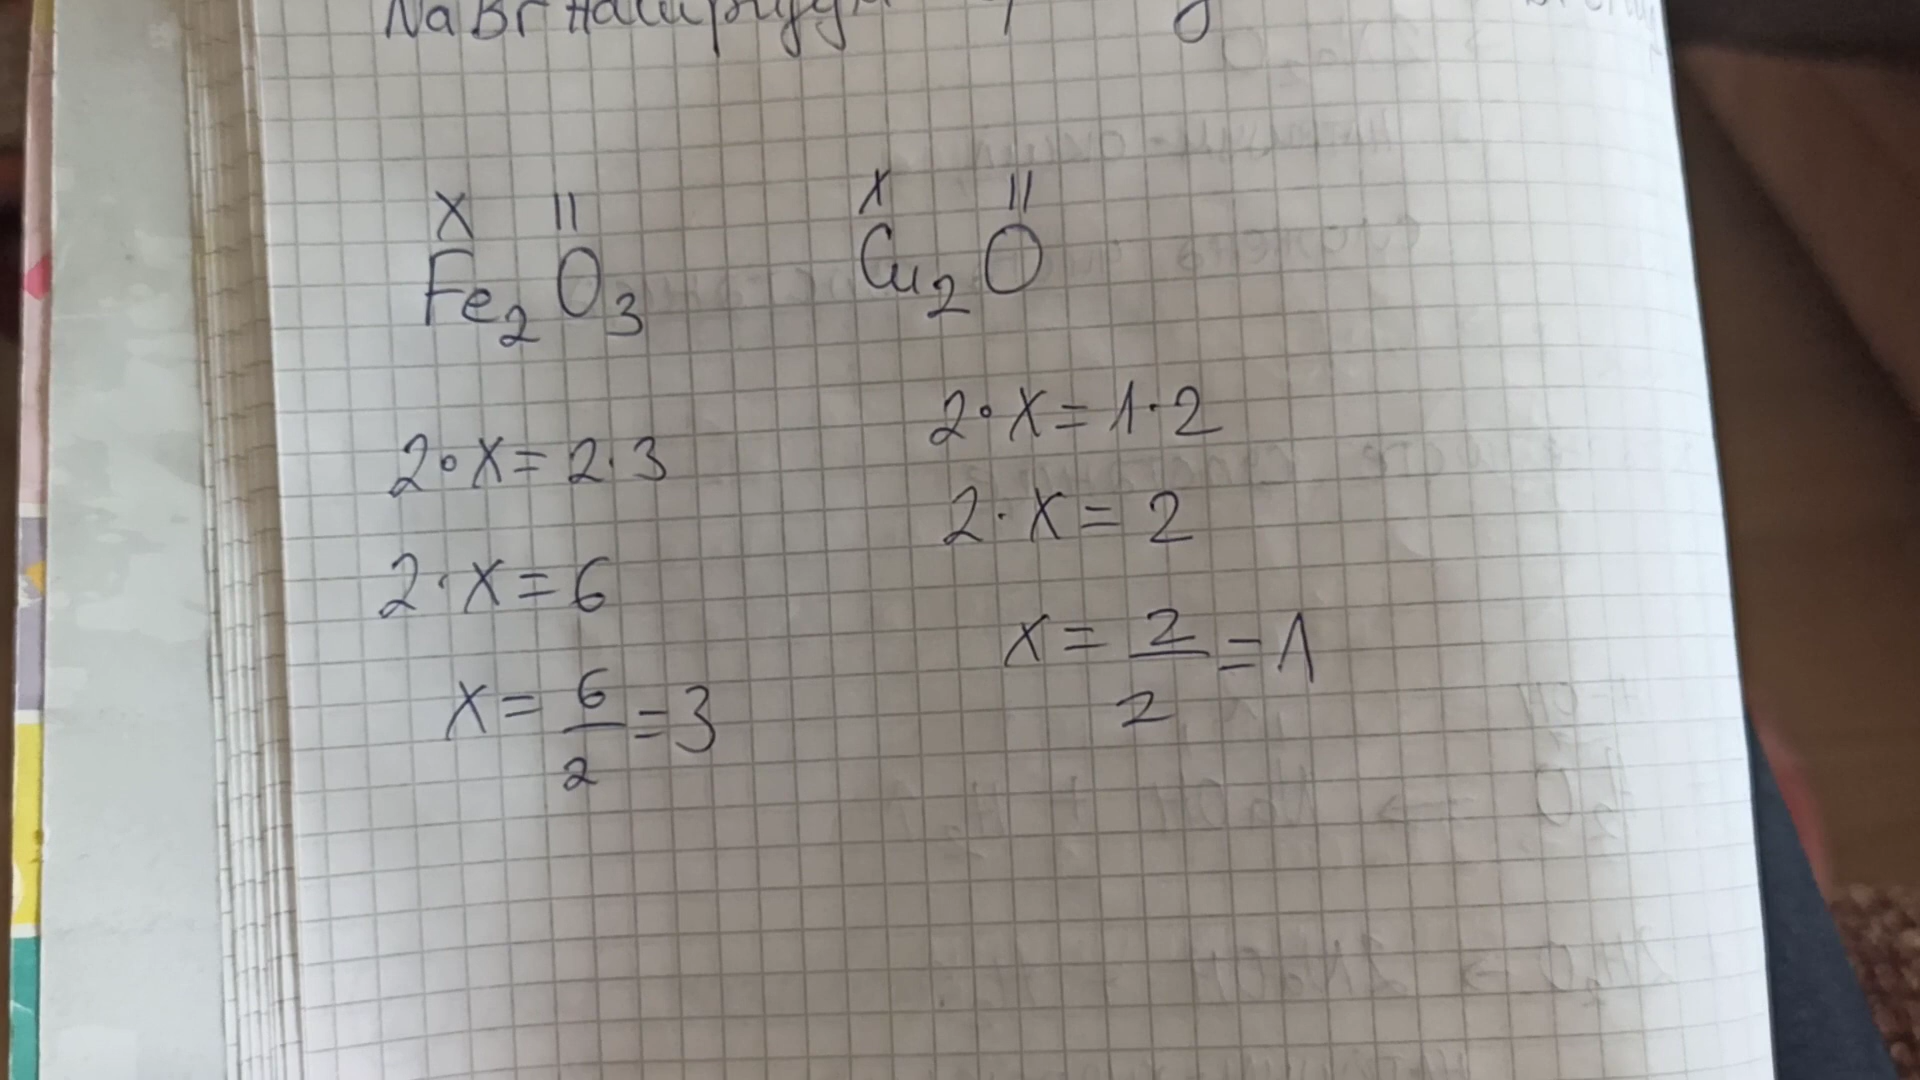 NaBr
x II
Fe₂O₃
2·x=2·3
2·x=6
x=6/2=3
x II
Cu₂O
2·x=1·2
2·x=2
x=2/2=1